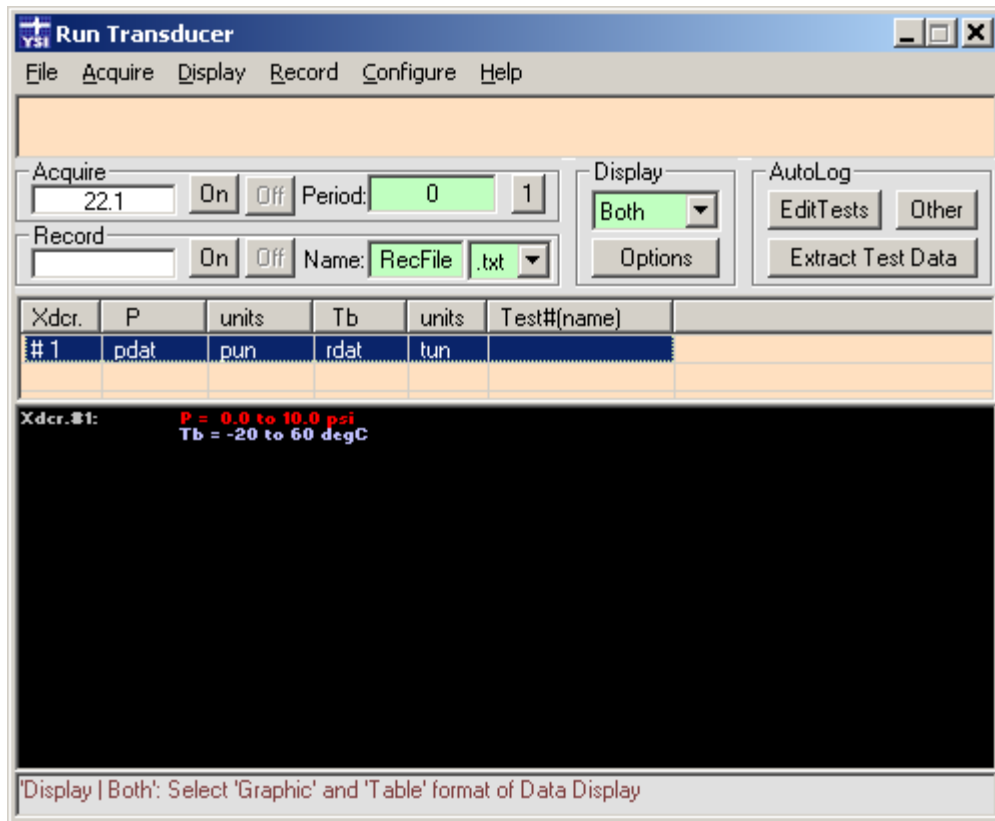 YSI Run Transducer
File Acquire Display Record Configure Help
Acquire
22.1 On Off Period: 0 1
Record
On Off Name: RecFile .txt
Display
Both
Options
AutoLog
EditTests Other
Extract Test Data
Xdcr. P units Tb units Test#(name)
# 1 pdat pun rdat tun
Xdcr.#1: P = 0.0 to 10.0 psi
Tb = -20 to 60 degC
'Display | Both': Select 'Graphic' and 'Table' format of Data Display